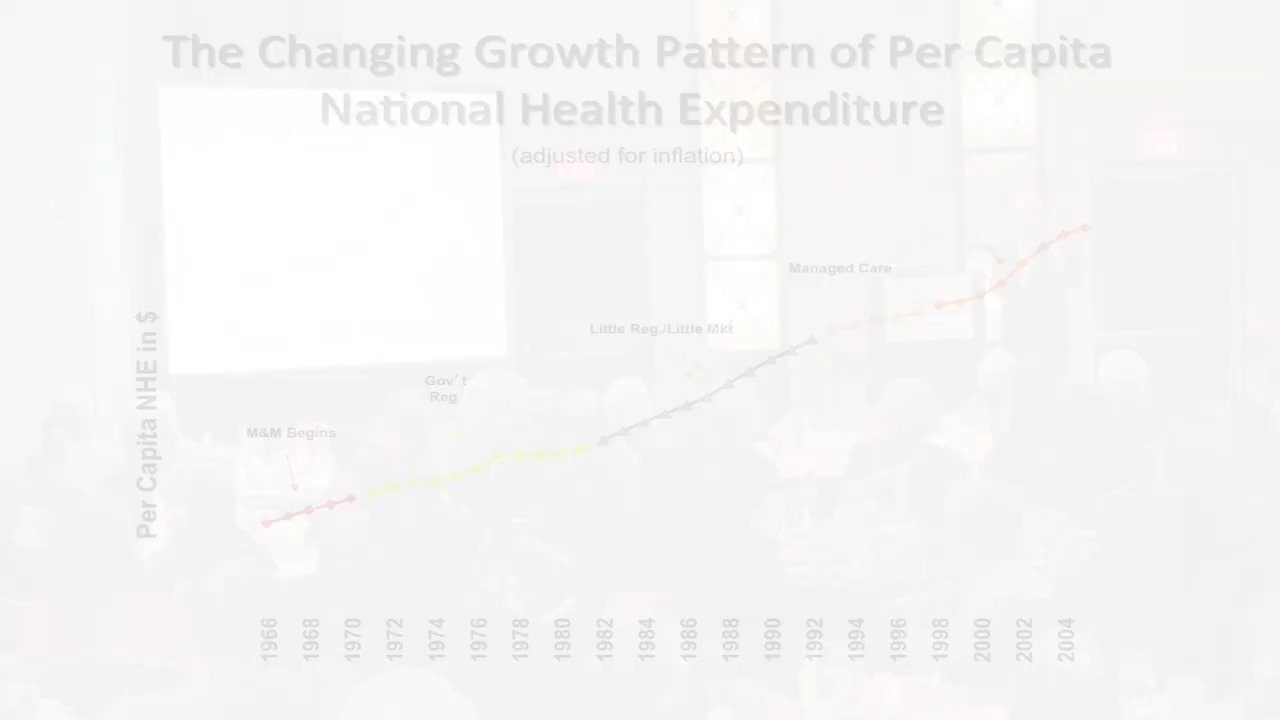 The Changing Growth Pattern of Per Capita
National Health Expenditure
(adjusted for inflation)
Managed Care
Little Reg./Little Mkt
Gov't
Reg
M&M Begins
Per Capita NHE in $
1966
1968
1970
1972
1974
1976
1978
1980
1982
1984
1986
1988
1990
1992
1994
1996
1998
2000
2002
2004